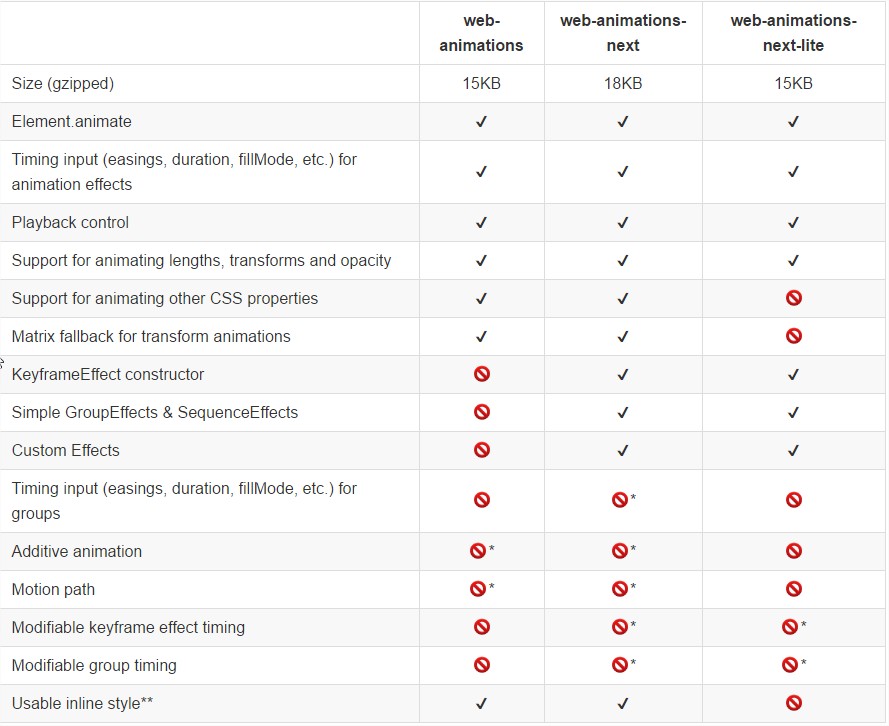 web-animations web-animations-next web-animations-next-lite
Size (gzipped) 15KB 18KB 15KB
Element.animate ✓ ✓ ✓
Timing input (easings, duration, fillMode, etc.) for
animation effects ✓ ✓ ✓
Playback control ✓ ✓ ✓
Support for animating lengths, transforms and opacity ✓ ✓ ✓
Support for animating other CSS properties ✓ ✓ 🚫
Matrix fallback for transform animations ✓ ✓ 🚫
KeyframeEffect constructor 🚫 ✓ ✓
Simple GroupEffects & SequenceEffects 🚫 ✓ ✓
Custom Effects 🚫 ✓ ✓
Timing input (easings, duration, fillMode, etc.) for
groups 🚫 🚫* 🚫
Additive animation 🚫* 🚫* 🚫
Motion path 🚫* 🚫* 🚫
Modifiable keyframe effect timing 🚫 🚫* 🚫*
Modifiable group timing 🚫 🚫* 🚫*
Usable inline style** ✓ ✓ 🚫